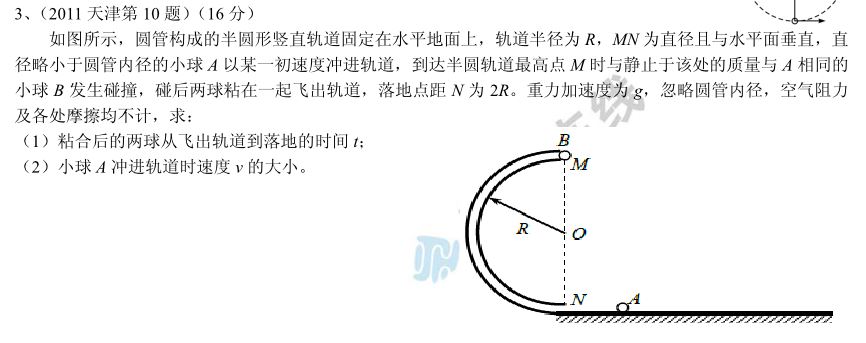 3、（2011 天津第 10 题）（16 分）
如图所示，圆管构成的半圆形竖直轨道固定在水平地面上，轨道半径为 R，MN 为直径且与水平面垂直，直
径略小于圆管内径的小球 A 以某一初速度冲进轨道，到达半圆轨道最高点 M 时与静止于该处的质量与 A 相同的
小球 B 发生碰撞，碰后两球粘在一起飞出轨道，落地点距 N 为 2R。重力加速度为 g，忽略圆管内径，空气阻力
及各处摩擦均不计，求：
（1）粘合后的两球从飞出轨道到落地的时间 t；
（2）小球 A 冲进轨道时速度 v 的大小。
B
M
R
O
N
A